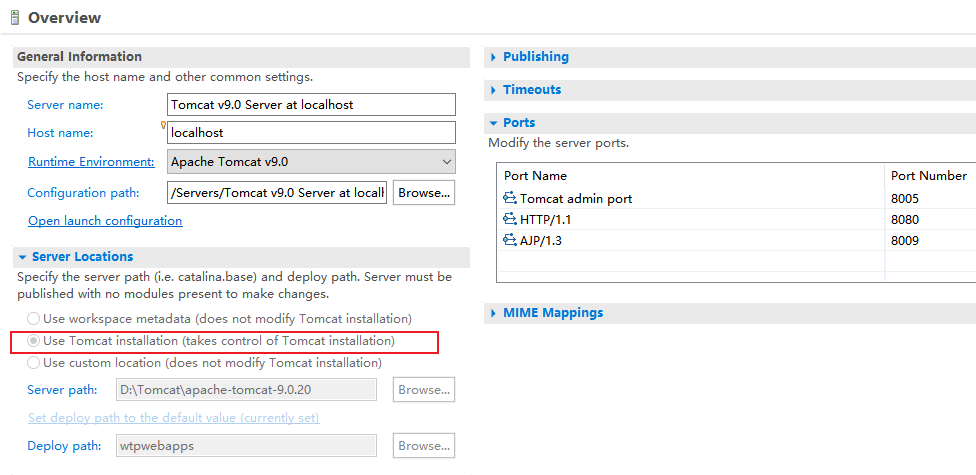 Overview
General Information
Specify the host name and other common settings.
Server name:
Tomcat v9.0 Server at localhost
Host name:
localhost
Runtime Environment:
Apache Tomcat v9.0
Configuration path:
/Servers/Tomcat v9.0 Server at locall
Browse...
Open launch configuration
Server Locations
Specify the server path (i.e. catalina.base) and deploy path. Server must be
published with no modules present to make changes.
Use workspace metadata (does not modify Tomcat installation)
Use Tomcat installation (takes control of Tomcat installation)
Use custom location (does not modify Tomcat installation)
Server path:
D:\Tomcat\apache-tomcat-9.0.20
Browse...
Set deploy path to the default value (currently set)
Deploy path:
wtpwebapps
Browse...
Publishing
Timeouts
Ports
Modify the server ports.
Port Name Port Number
Tomcat admin port 8005
HTTP/1.1 8080
AJP/1.3 8009
MIME Mappings